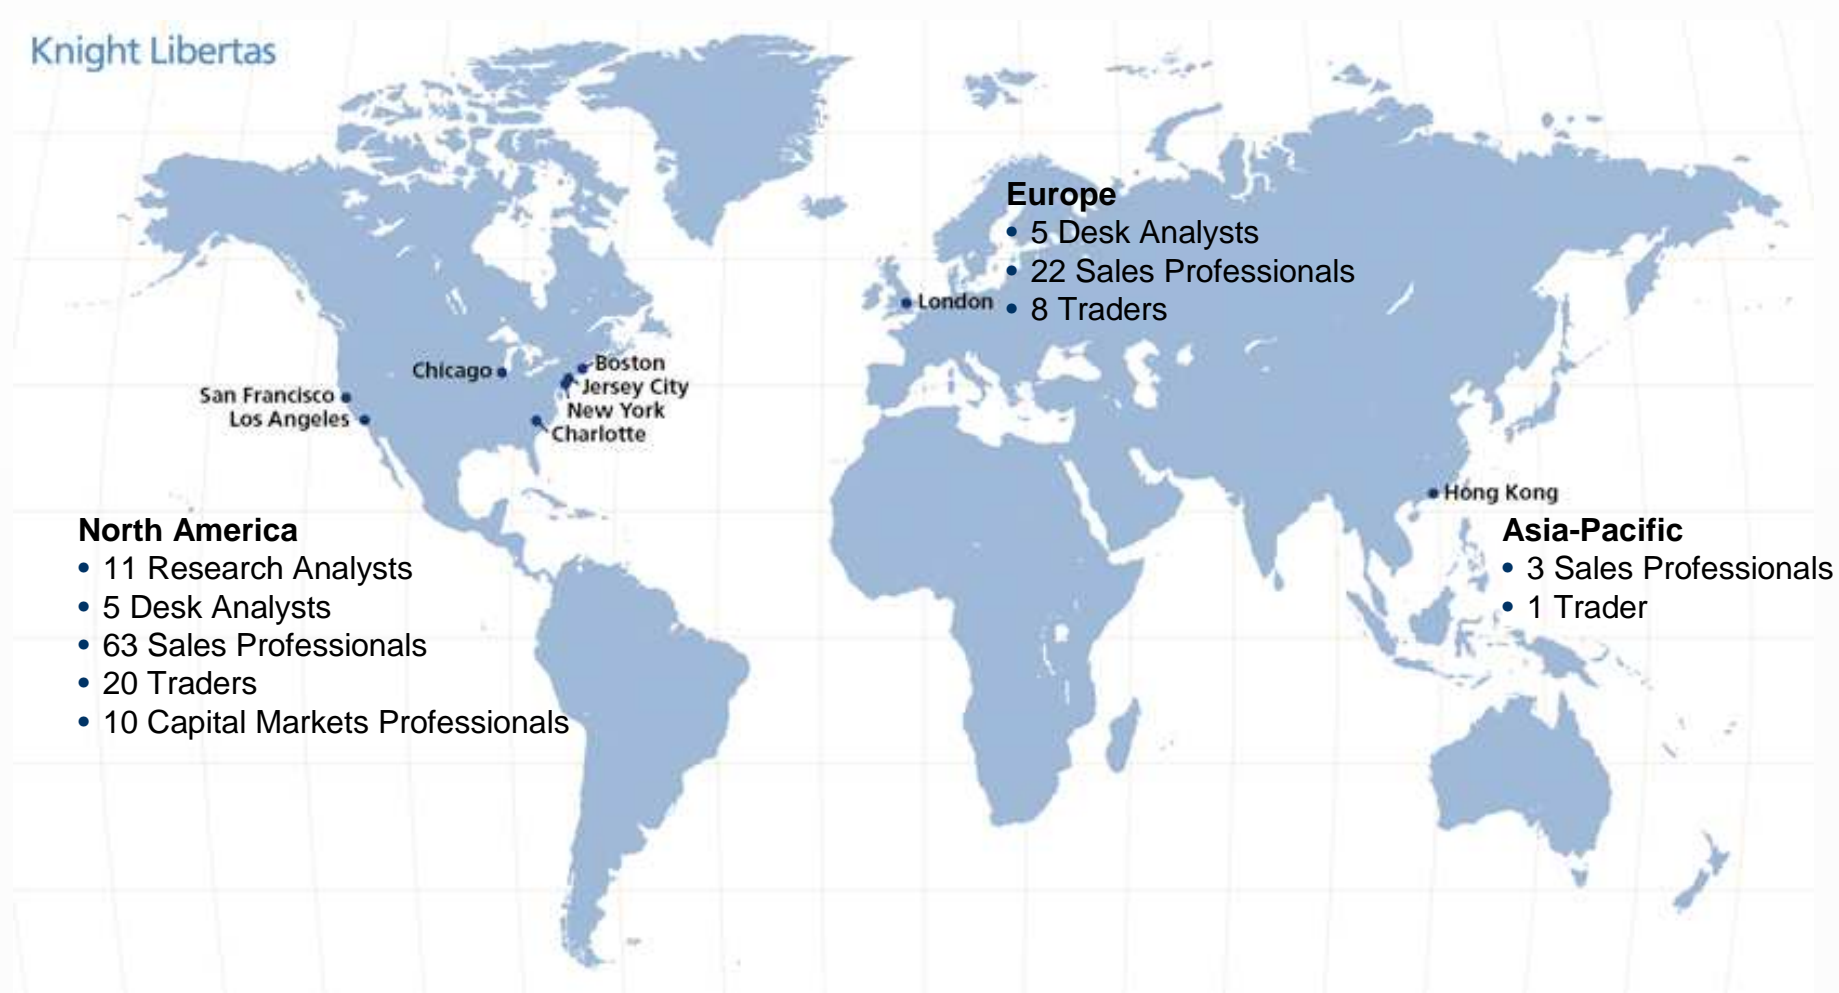 Knight Libertas
Europe
• 5 Desk Analysts
• 22 Sales Professionals
• 8 Traders
London
Chicago
Boston
Jersey City
New York
Charlotte
San Francisco
Los Angeles
Hong Kong
North America
• 11 Research Analysts
• 5 Desk Analysts
• 63 Sales Professionals
• 20 Traders
• 10 Capital Markets Professionals
Asia-Pacific
• 3 Sales Professionals
• 1 Trader